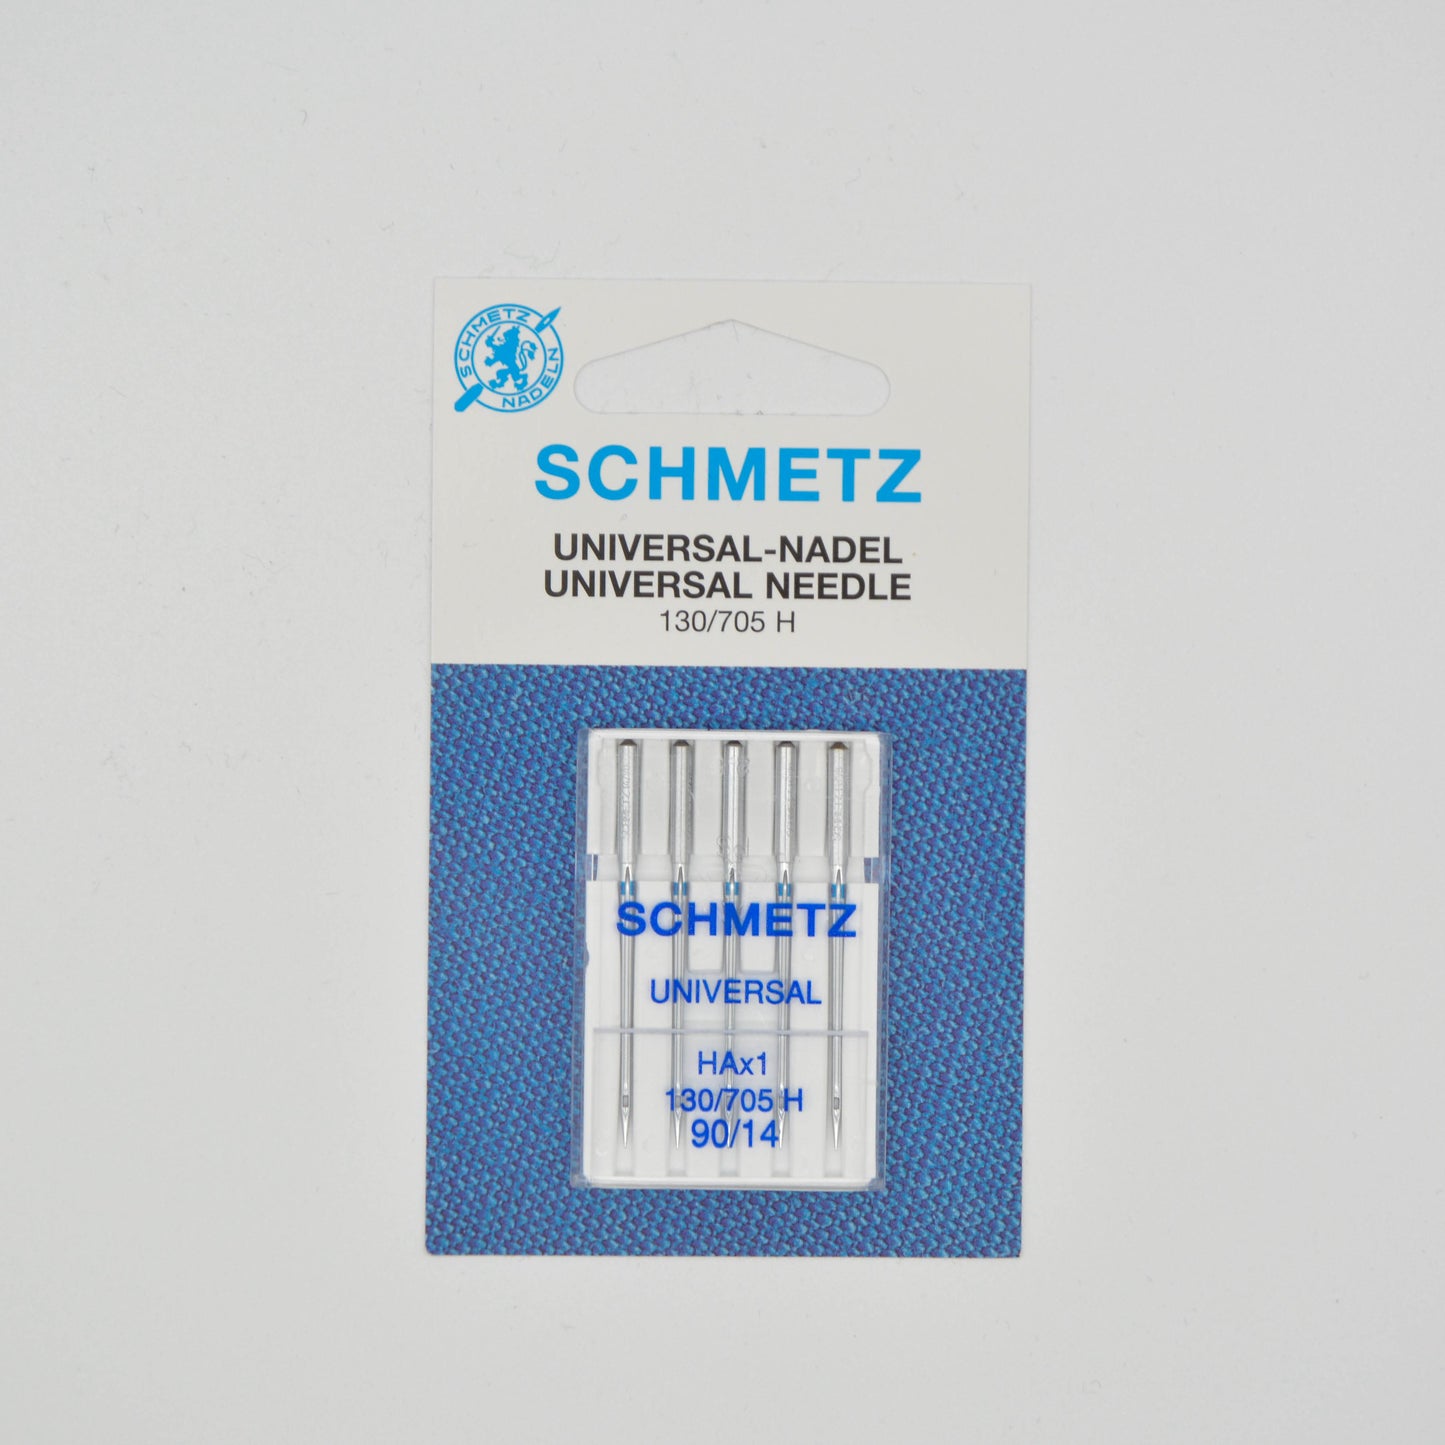 SCHMETZ
NADELN
SCHMETZ
UNIVERSAL-NADEL
UNIVERSAL NEEDLE
130/705 H
SCHMETZ
UNIVERSAL
HAx1
130/705 H
90/14